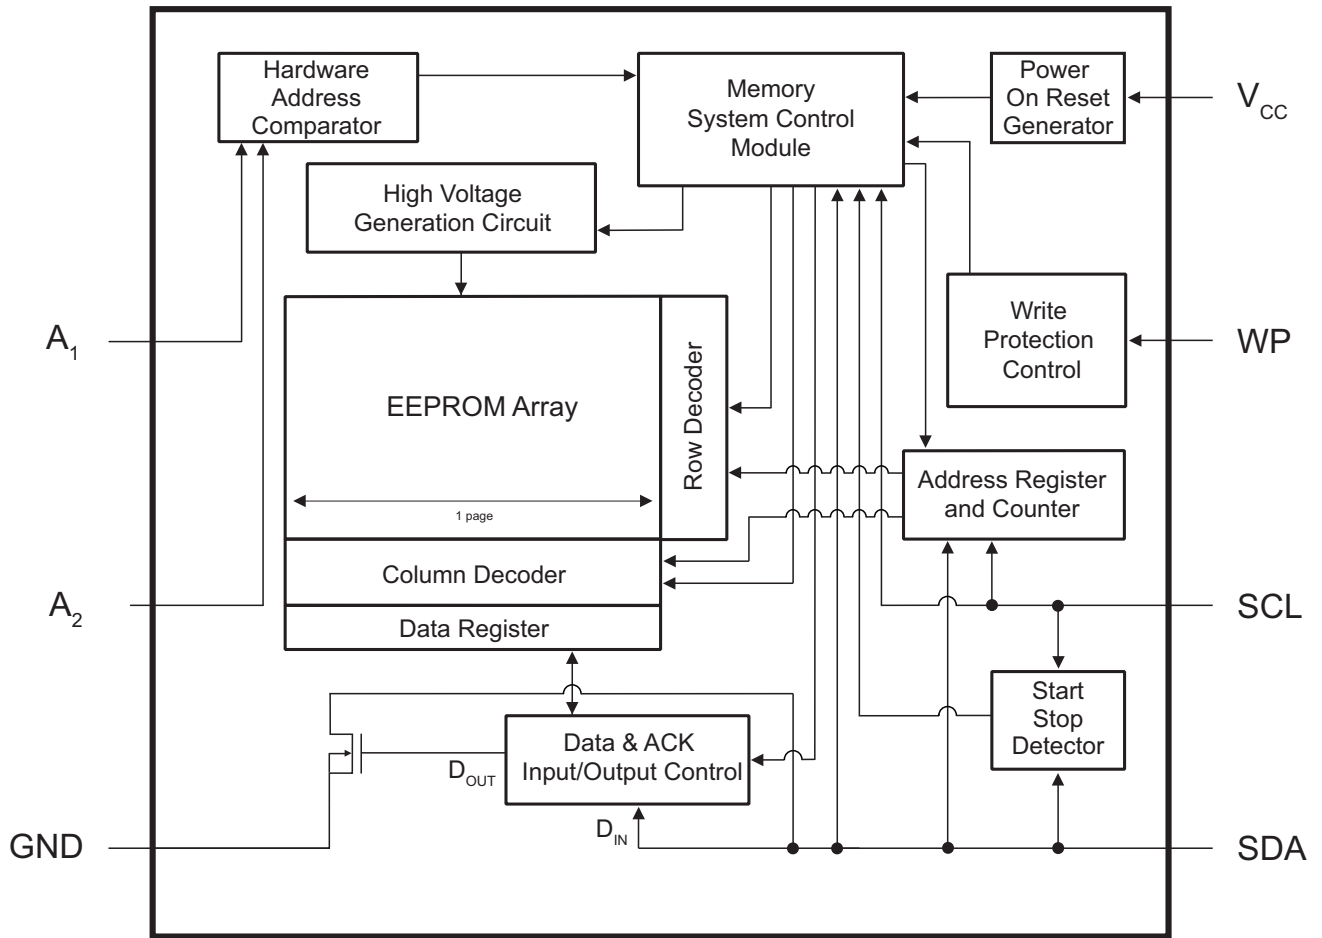 Hardware
Address
Comparator
Memory
System Control
Module
Power
On Reset
Generator
VCC
High Voltage
Generation Circuit
A1
EEPROM Array
1 page
Row Decoder
Write
Protection
Control
WP
Address Register
and Counter
Column Decoder
Data Register
A2
SCL
Start
Stop
Detector
Data & ACK
Input/Output Control
DOUT
DIN
GND
SDA